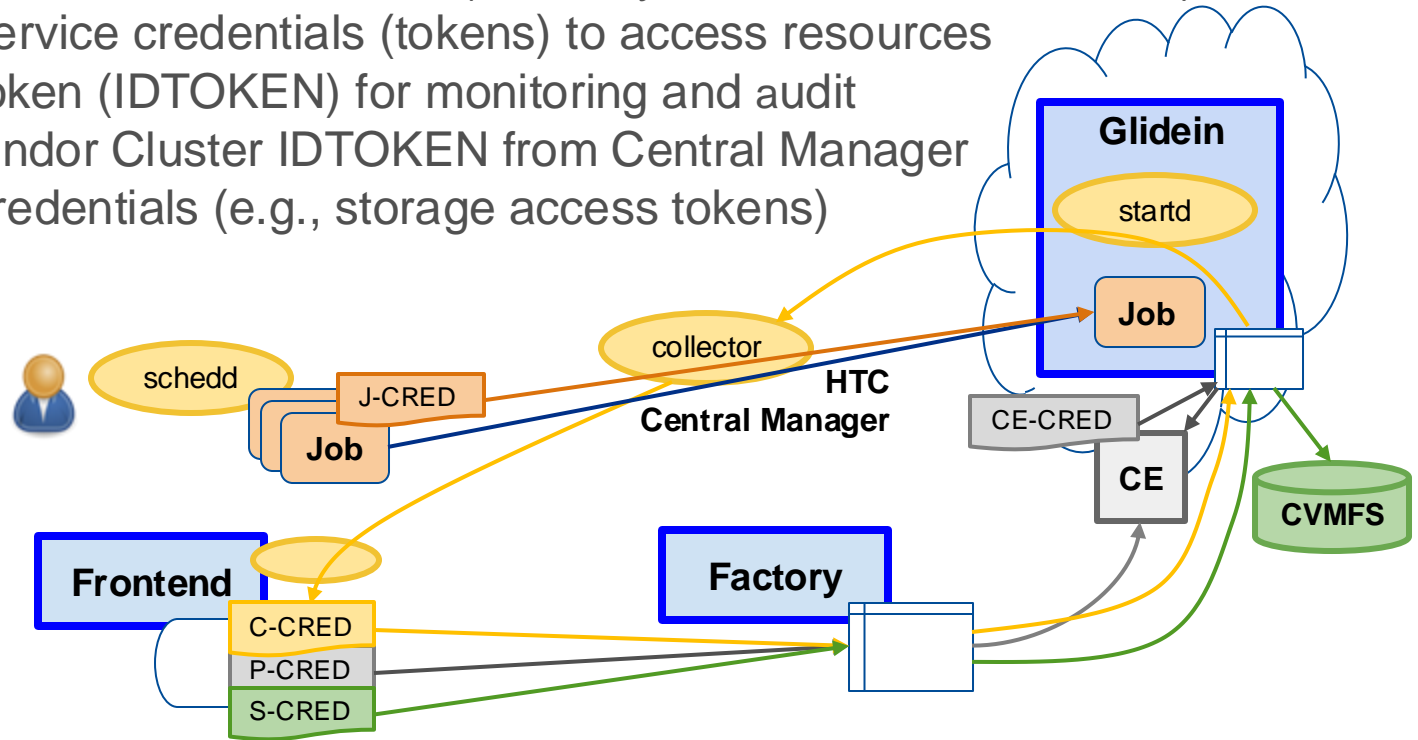 ervice credentials (tokens) to access resources
oken (IDTOKEN) for monitoring and audit
ndor Cluster IDTOKEN from Central Manager
redentials (e.g., storage access tokens)
Glidein
startd
Job
collector
schedd
J-CRED
HTC
Central Manager
CE-CRED
Job
CE
CVMFS
Frontend
Factory
C-CRED
P-CRED
S-CRED